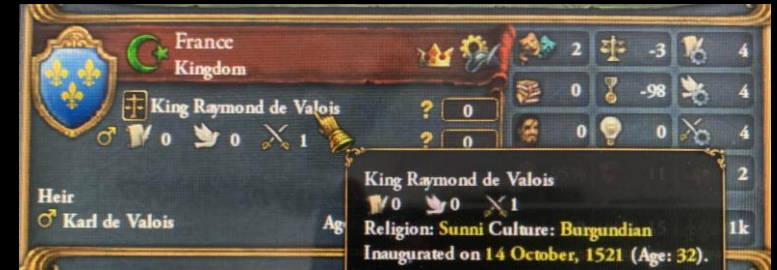 France
Kingdom
King Raymond de Valois
? 0
0 0 1
? 0
Heir
Karl de Valois
Ag
2 -3 4
0 -98 4
0 0 4
2
1k
King Raymond de Valois
0 0 1
Religion: Sunni Culture: Burgundian
Inaugurated on 14 October, 1521 (Age: 32).